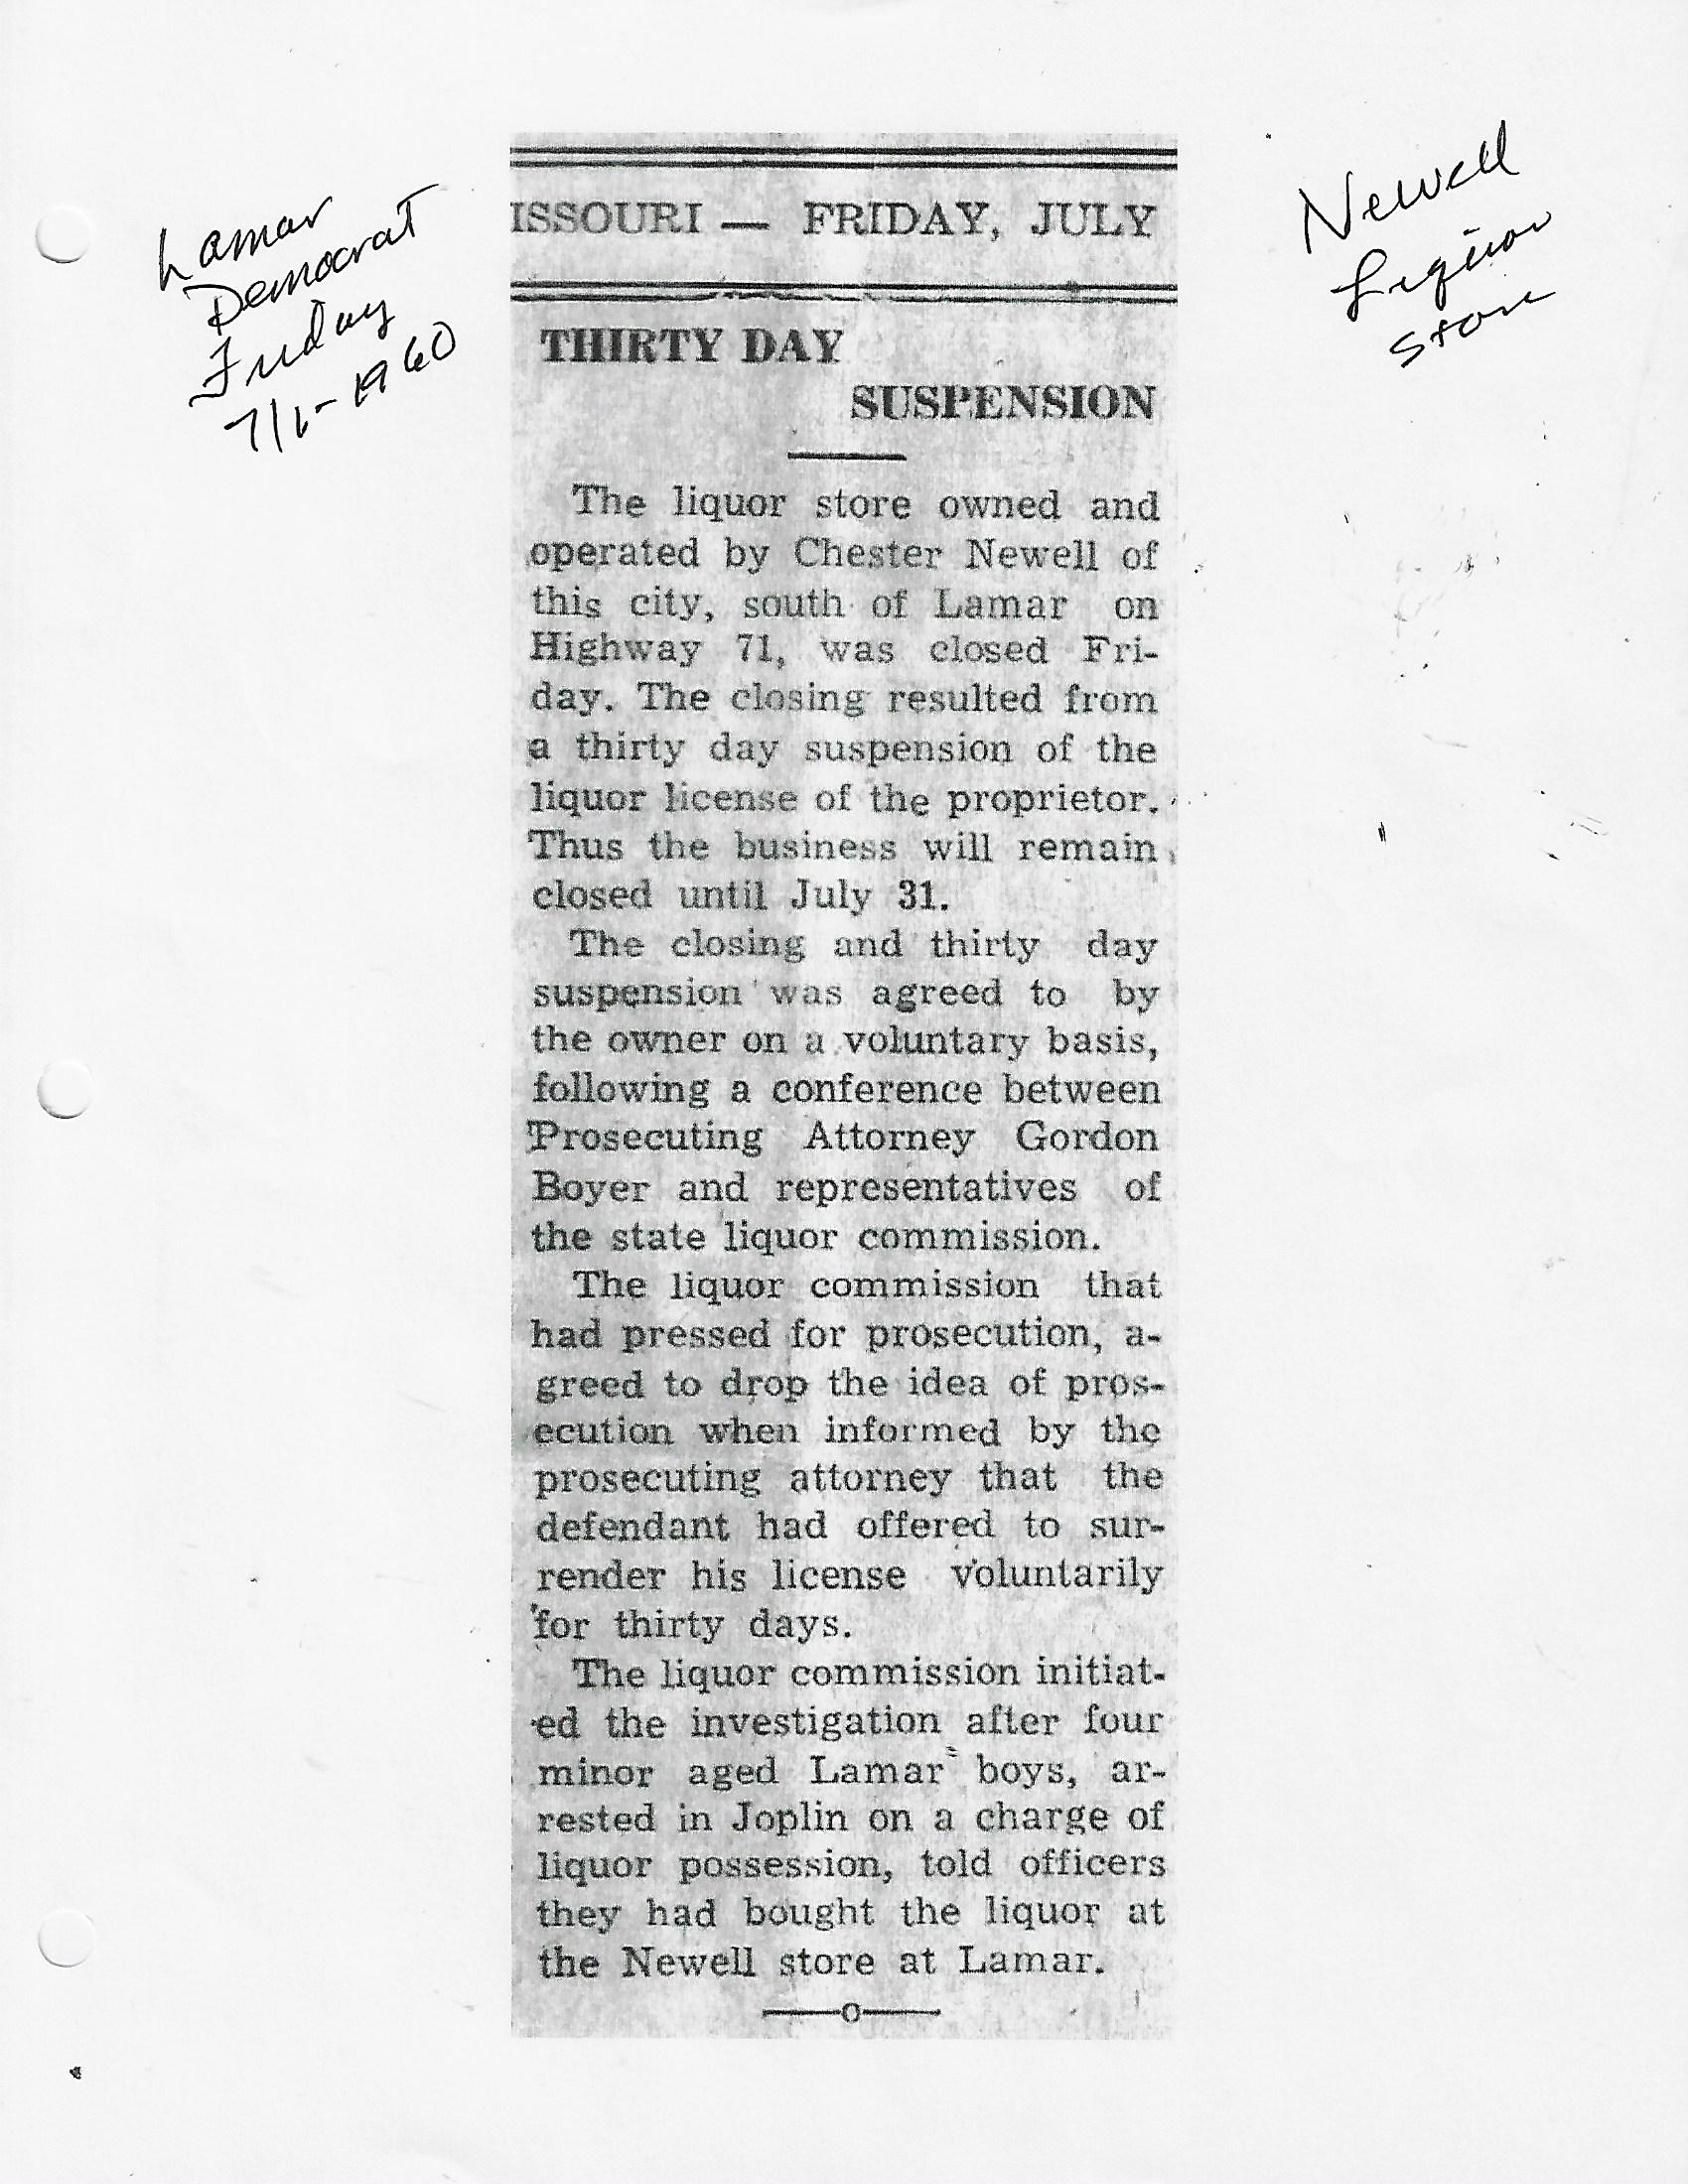 Lamar
Democrat
Friday
7/1-1960
Newell
Liquor
Store
ISSOURI — FRIDAY, JULY
THIRTY DAY
SUSPENSION
The liquor store owned and
operated by Chester Newell of
this city, south of Lamar on
Highway 71, was closed Fri-
day. The closing resulted from
a thirty day suspension of the
liquor license of the proprietor.
Thus the business will remain
closed until July 31.
The closing and thirty day
suspension was agreed to by
the owner on a voluntary basis,
following a conference between
Prosecuting Attorney Gordon
Boyer and representatives of
the state liquor commission.
The liquor commission that
had pressed for prosecution, a-
greed to drop the idea of pros-
ecution when informed by the
prosecuting attorney that the
defendant had offered to sur-
render his license voluntarily
for thirty days.
The liquor commission initiat-
ed the investigation after four
minor aged Lamar boys, ar-
rested in Joplin on a charge of
liquor possession, told officers
they had bought the liquor at
the Newell store at Lamar.